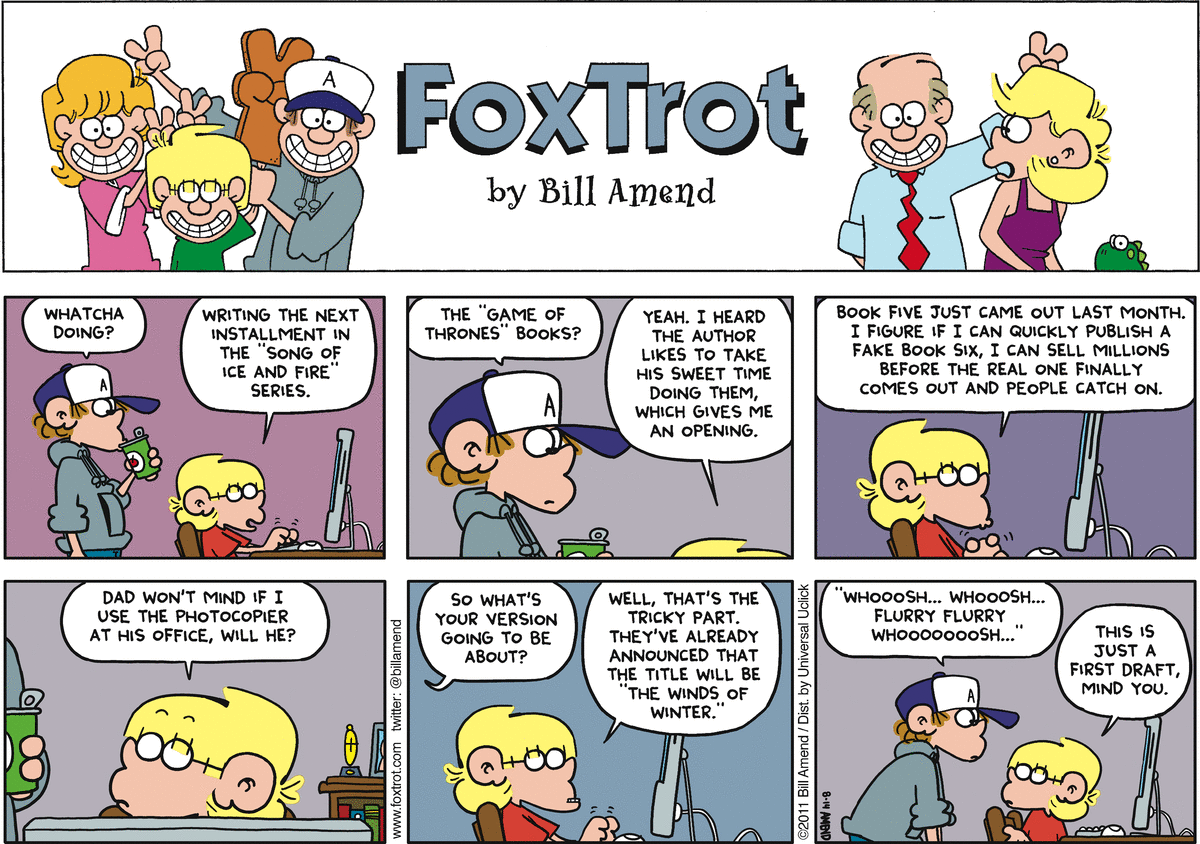 A
FOXTROT
by Bill Amend
WHATCHA
DOING?
WRITING THE NEXT
INSTALLMENT IN
THE "SONG OF
ICE AND FIRE"
SERIES.
A
THE "GAME OF
THRONES" BOOKS?
YEAH. I HEARD
THE AUTHOR
LIKES TO TAKE
HIS SWEET TIME
DOING THEM,
WHICH GIVES ME
AN OPENING.
A
BOOK FIVE JUST CAME OUT LAST MONTH.
I FIGURE IF I CAN QUICKLY PUBLISH A
FAKE BOOK SIX, I CAN SELL MILLIONS
BEFORE THE REAL ONE FINALLY
COMES OUT AND PEOPLE CATCH ON.
DAD WON'T MIND IF I
USE THE PHOTOCOPIER
AT HIS OFFICE, WILL HE?
www.foxtrot.com twitter: @billamend
SO WHAT'S
YOUR VERSION
GOING TO BE
ABOUT?
WELL, THAT'S THE
TRICKY PART.
THEY'VE ALREADY
ANNOUNCED THAT
THE TITLE WILL BE
"THE WINDS OF
WINTER."
©2011 Bill Amend / Dist. by Universal Uclick
"WHOOOSH... WHOOOSH...
FLURRY FLURRY
WHOOOOOOOSH..."
THIS IS
JUST A
FIRST DRAFT,
MIND YOU.
A
8-14